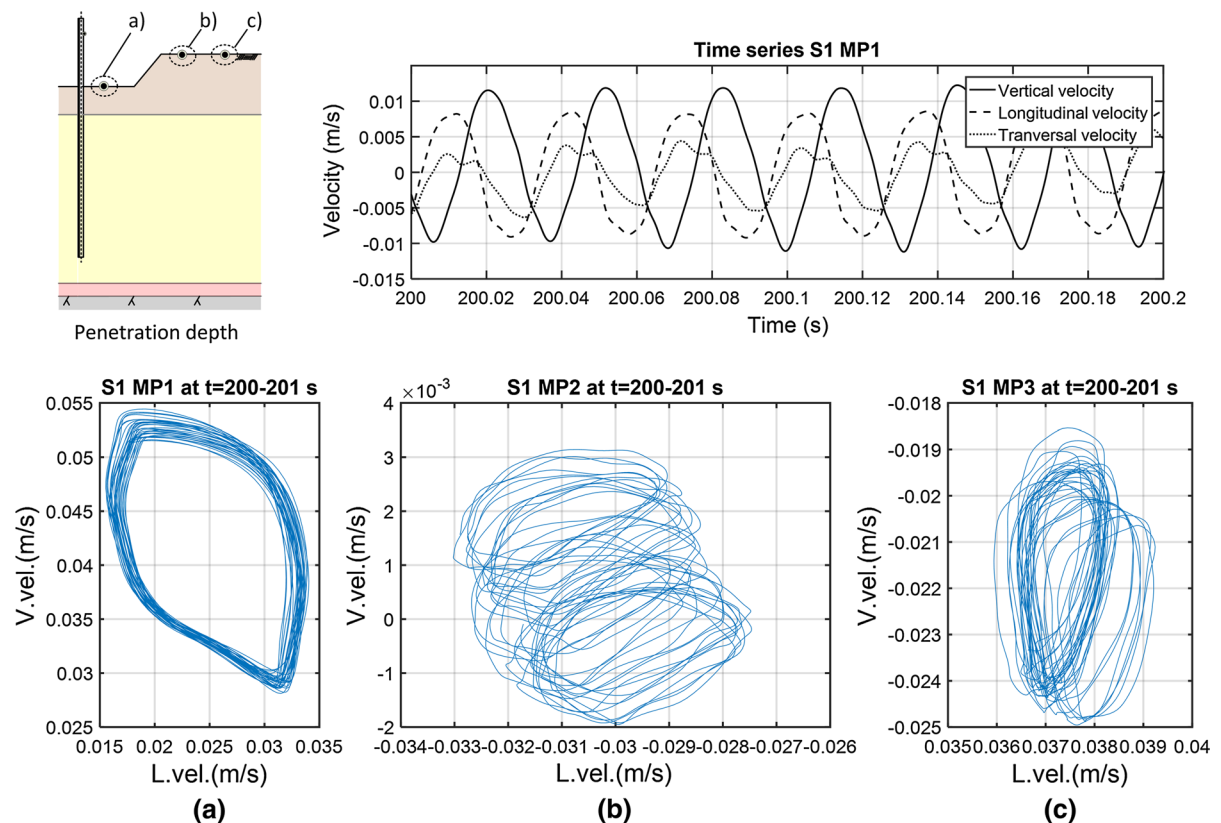 a) b) c)
Penetration depth
Time series S1 MP1
Velocity (m/s)
0.01
0.005
0
-0.005
-0.01
-0.015
Vertical velocity
Longitudinal velocity
Tranversal velocity
200 200.02 200.04 200.06 200.08 200.1 200.12 200.14 200.16 200.18 200.2
Time (s)
S1 MP1 at t=200-201 s
V.vel.(m/s)
0.055
0.05
0.045
0.04
0.035
0.03
0.025
0.015 0.02 0.025 0.03 0.035
L.vel.(m/s)
(a)
S1 MP2 at t=200-201 s
× 10-3
V.vel.(m/s)
4
3
2
1
0
-1
-2
-0.034 -0.033 -0.032 -0.031 -0.03 -0.029 -0.028 -0.027 -0.026
L.vel.(m/s)
(b)
S1 MP3 at t=200-201 s
V.vel.(m/s)
-0.018
-0.019
-0.02
-0.021
-0.022
-0.023
-0.024
-0.025
0.035 0.036 0.037 0.038 0.039 0.04
L.vel.(m/s)
(c)